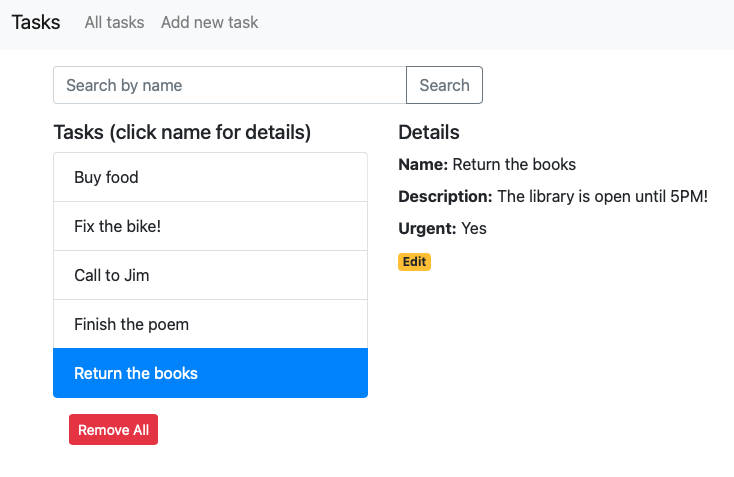 Tasks All tasks Add new task
Search by name Search
Tasks (click name for details)
Buy food
Fix the bike!
Call to Jim
Finish the poem
Return the books
Remove All
Details
Name: Return the books
Description: The library is open until 5PM!
Urgent: Yes
Edit